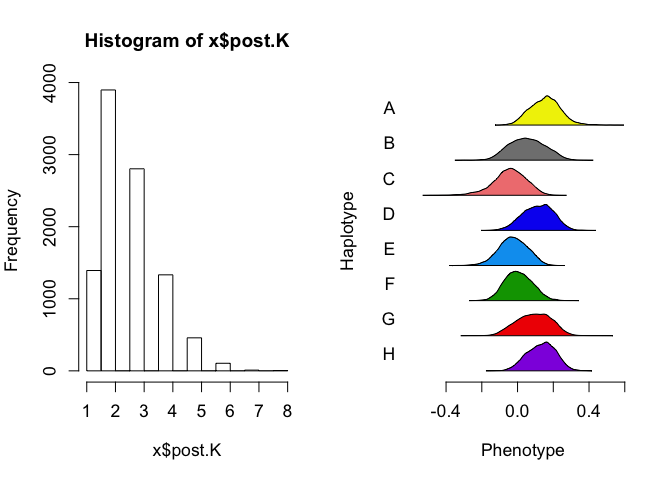 Histogram of x$post.K
Frequency
4000
3000
2000
1000
0
1 2 3 4 5 6 7 8
x$post.K
Haplotype
A
B
C
D
E
F
G
H
-0.4 0.0 0.4
Phenotype